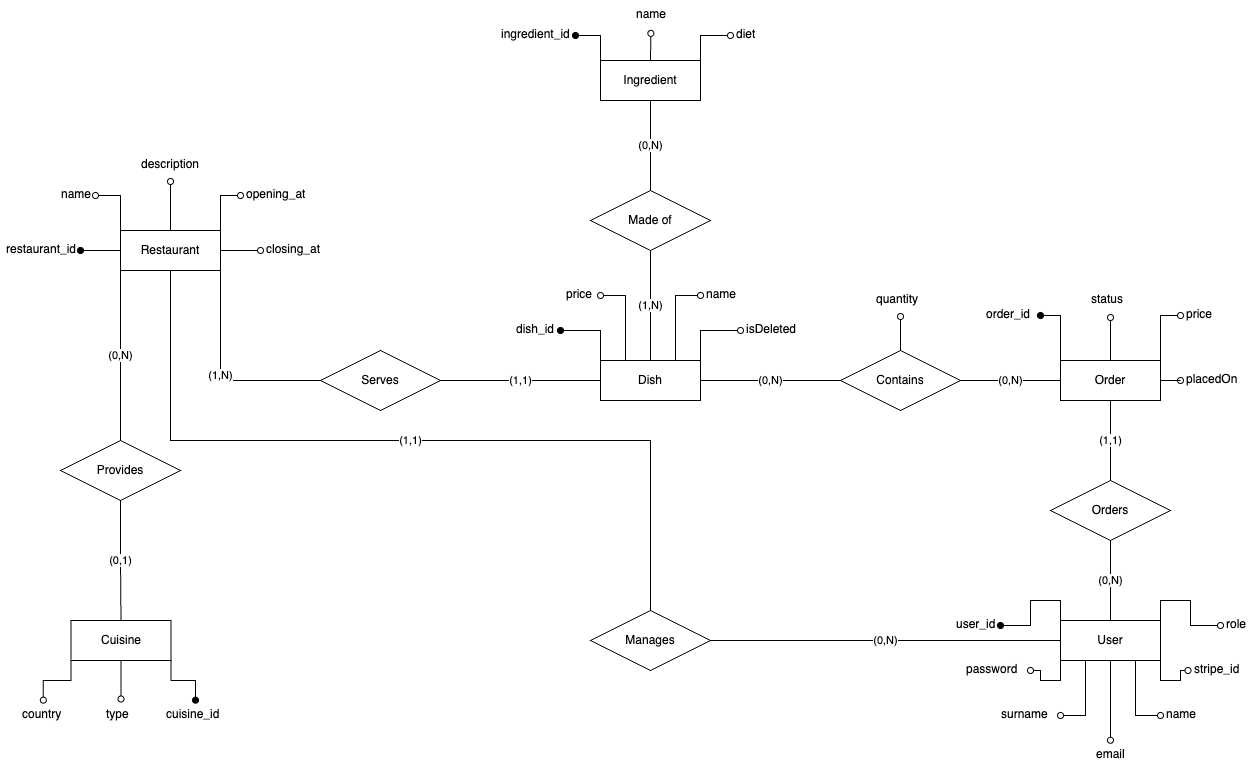 name
ingredient_id
diet
Ingredient
(0,N)
description
name
opening_at
Made of
restaurant_id
Restaurant
closing_at
price
(1,N)
name
quantity
status
order_id
price
dish_id
isDeleted
(0,N)
(1,N)
Serves
(1,1)
Dish
(0,N)
Contains
(0,N)
Order
placedOn
(1,1)
(1,1)
Provides
Orders
(0,1)
(0,N)
user_id
role
Cuisine
Manages
(0,N)
User
password
stripe_id
country
type
cuisine_id
surname
name
email